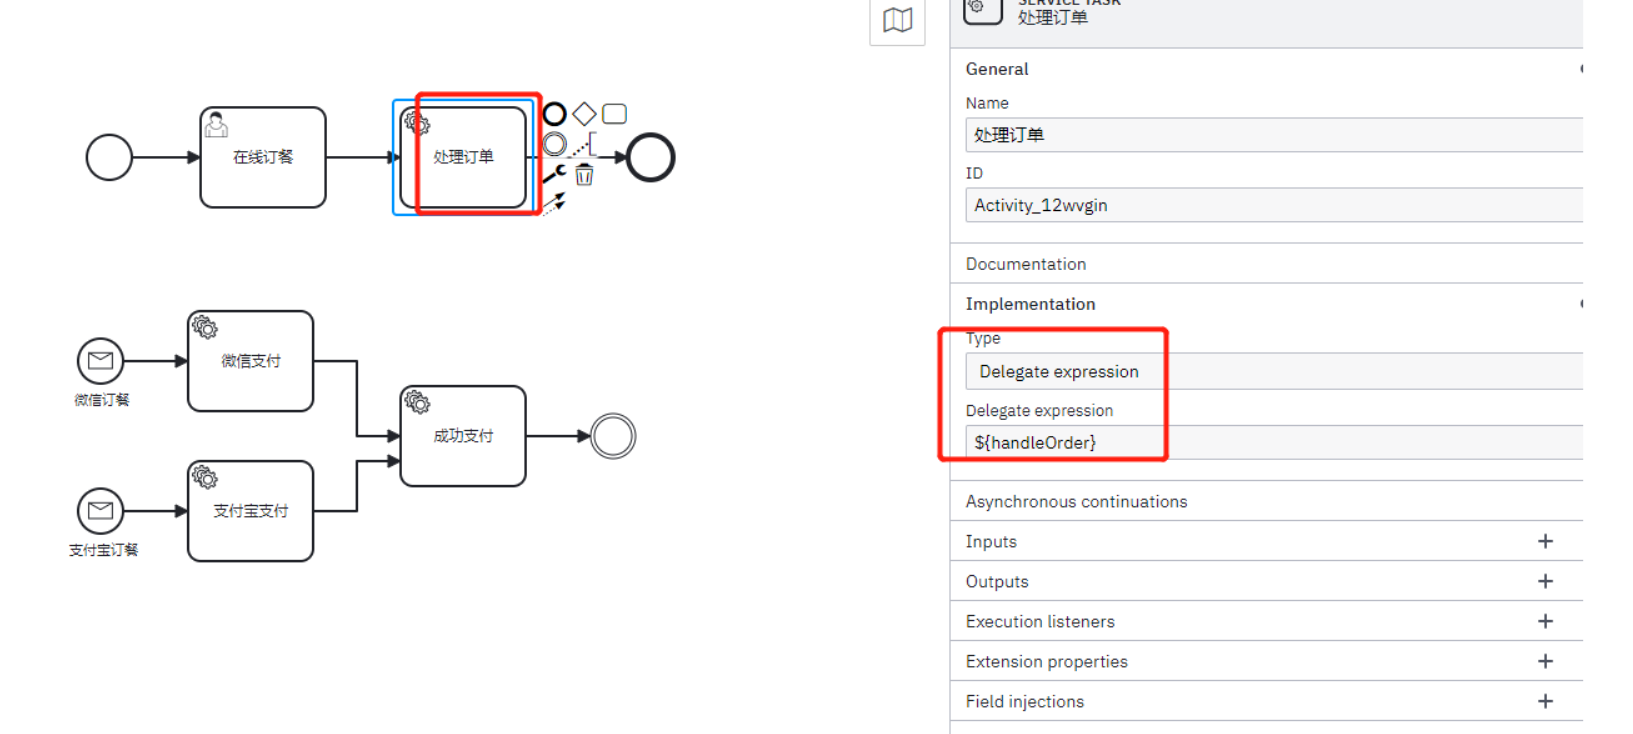 在线订餐
处理订单
微信订餐
微信支付
支付宝订餐
支付宝支付
成功支付
SERVICE TASK
处理订单
General
Name
处理订单
ID
Activity_12wvgin
Documentation
Implementation
Type
Delegate expression
Delegate expression
${handleOrder}
Asynchronous continuations
Inputs
Outputs
Execution listeners
Extension properties
Field injections